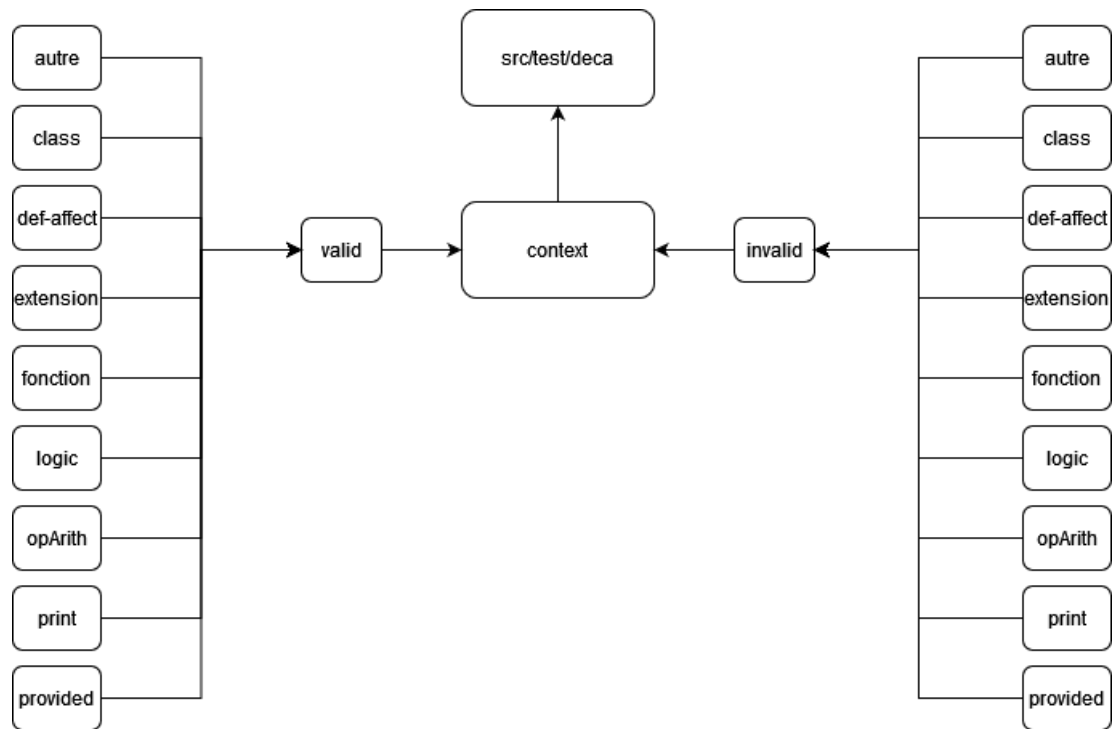 src/test/deca
autre
autre
class
class
def-affect
def-affect
valid
context
invalid
extension
extension
fonction
fonction
logic
logic
opArith
opArith
print
print
provided
provided